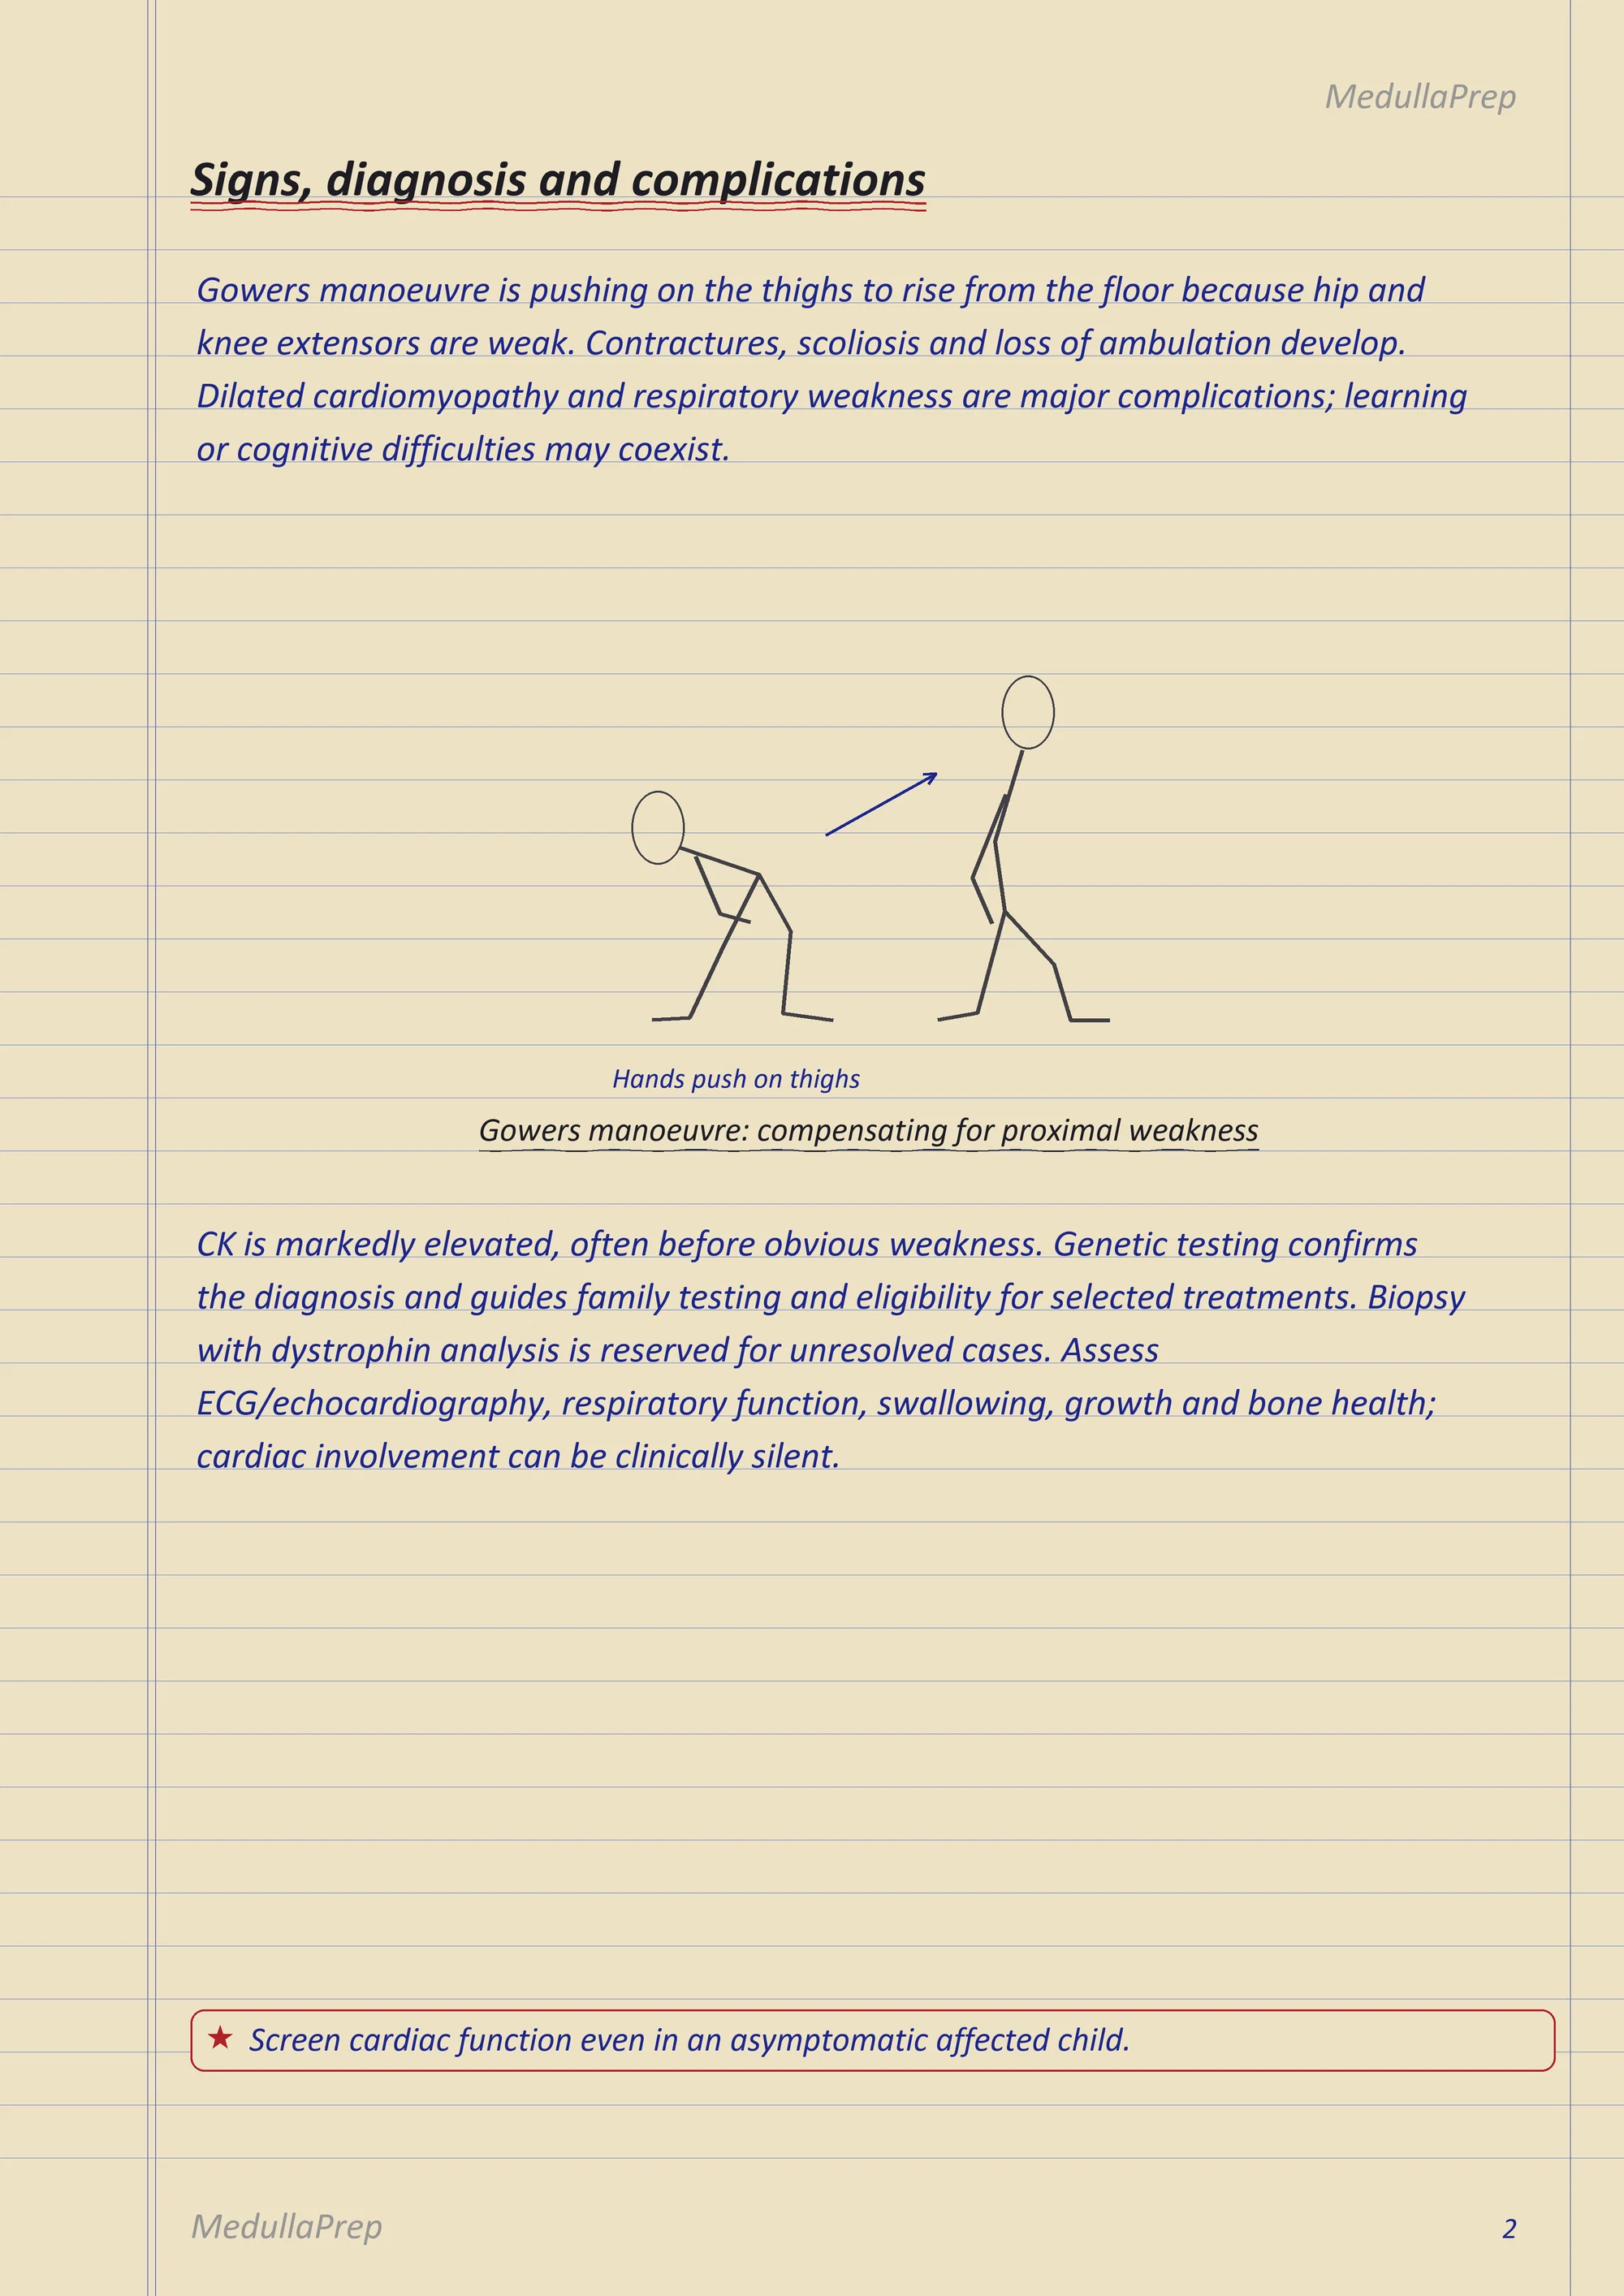 MedullaPrep
Signs, diagnosis and complications
Gowers manoeuvre is pushing on the thighs to rise from the floor because hip and
knee extensors are weak. Contractures, scoliosis and loss of ambulation develop.
Dilated cardiomyopathy and respiratory weakness are major complications; learning
or cognitive difficulties may coexist.
Hands push on thighs
Gowers manoeuvre: compensating for proximal weakness
CK is markedly elevated, often before obvious weakness. Genetic testing confirms
the diagnosis and guides family testing and eligibility for selected treatments. Biopsy
with dystrophin analysis is reserved for unresolved cases. Assess
ECG/echocardiography, respiratory function, swallowing, growth and bone health;
cardiac involvement can be clinically silent.
★ Screen cardiac function even in an asymptomatic affected child.
MedullaPrep
2